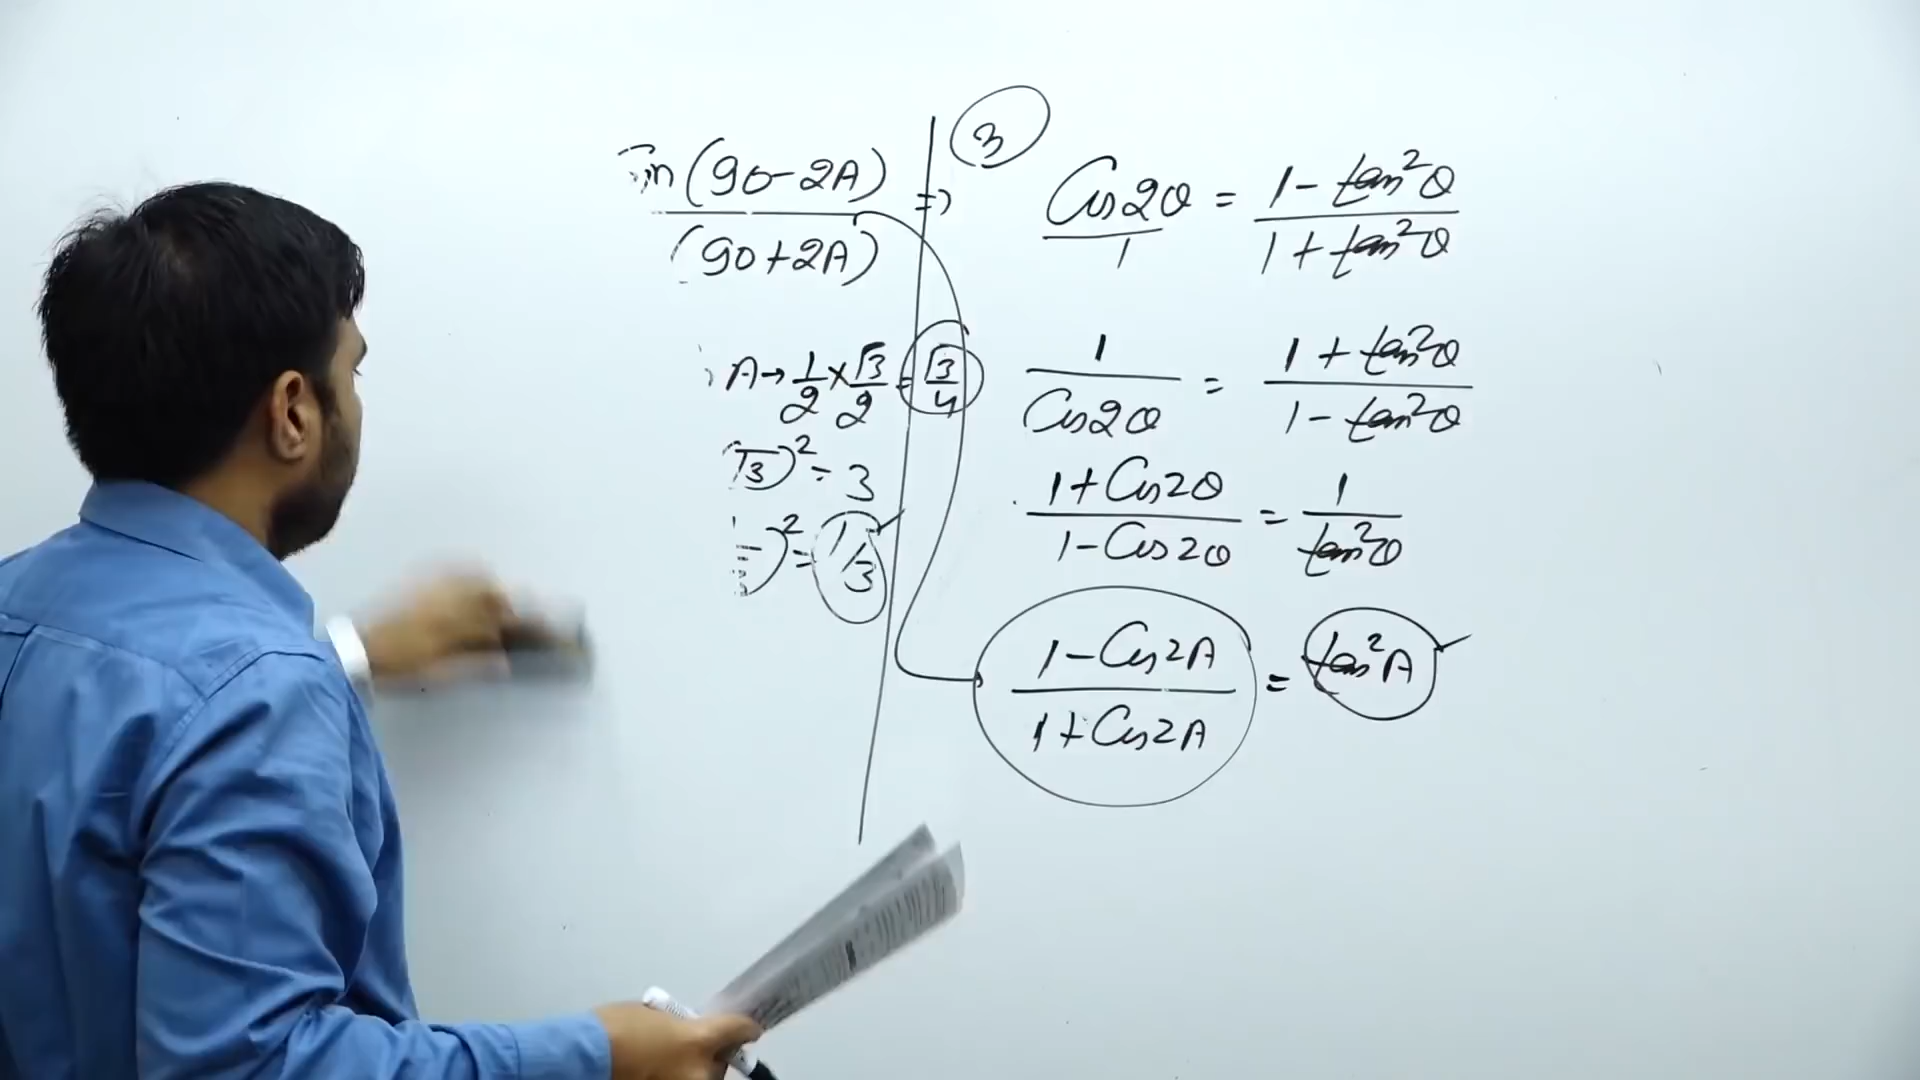 in(90-2A) =>
(90+2A)
A→ 1/2 × √3/2 = √3/4
(√3)² = 3
)² = 1/3
3
Cos2θ/1 = 1 - tan²θ / 1 + tan²θ
1 / Cos2θ = 1 + tan²θ / 1 - tan²θ
1 + Cos2θ / 1 - Cos2θ = 1 / tan²θ
1 - Cos2A / 1 + Cos2A = tan²A